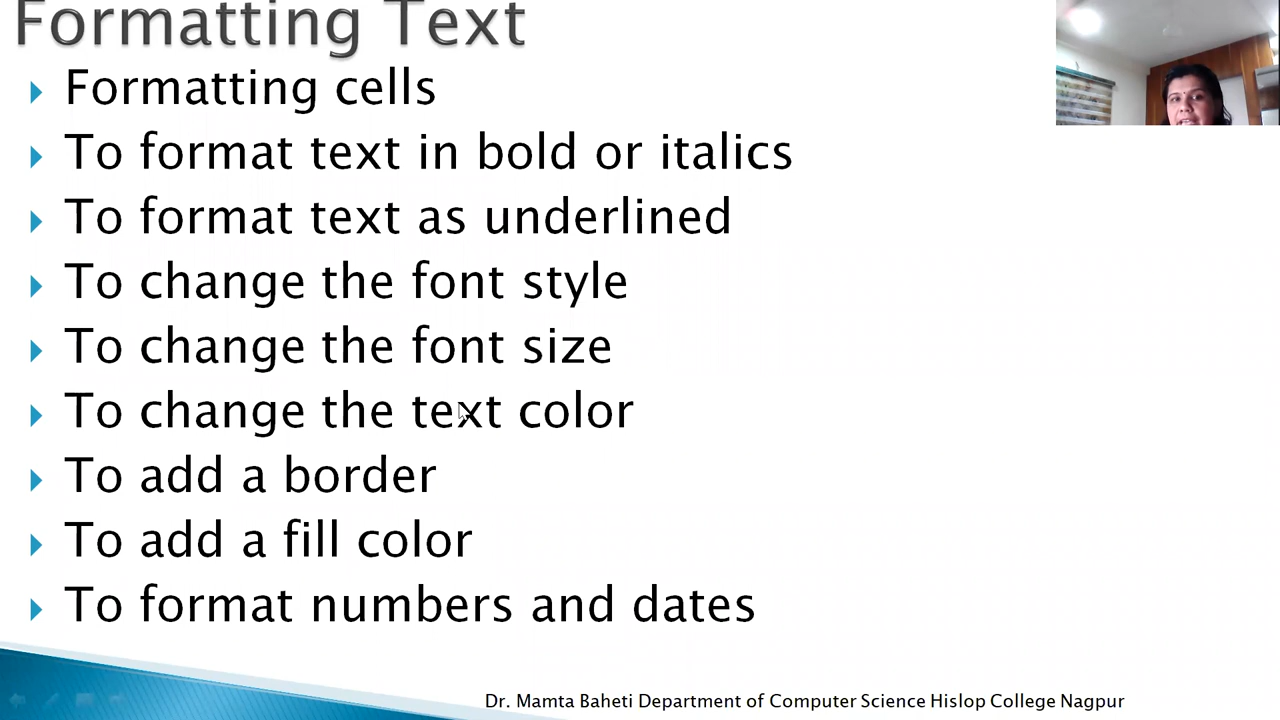 Formatting Text
Formatting cells
To format text in bold or italics
To format text as underlined
To change the font style
To change the font size
To change the text color
To add a border
To add a fill color
To format numbers and dates
Dr. Mamta Baheti Department of Computer Science Hislop College Nagpur